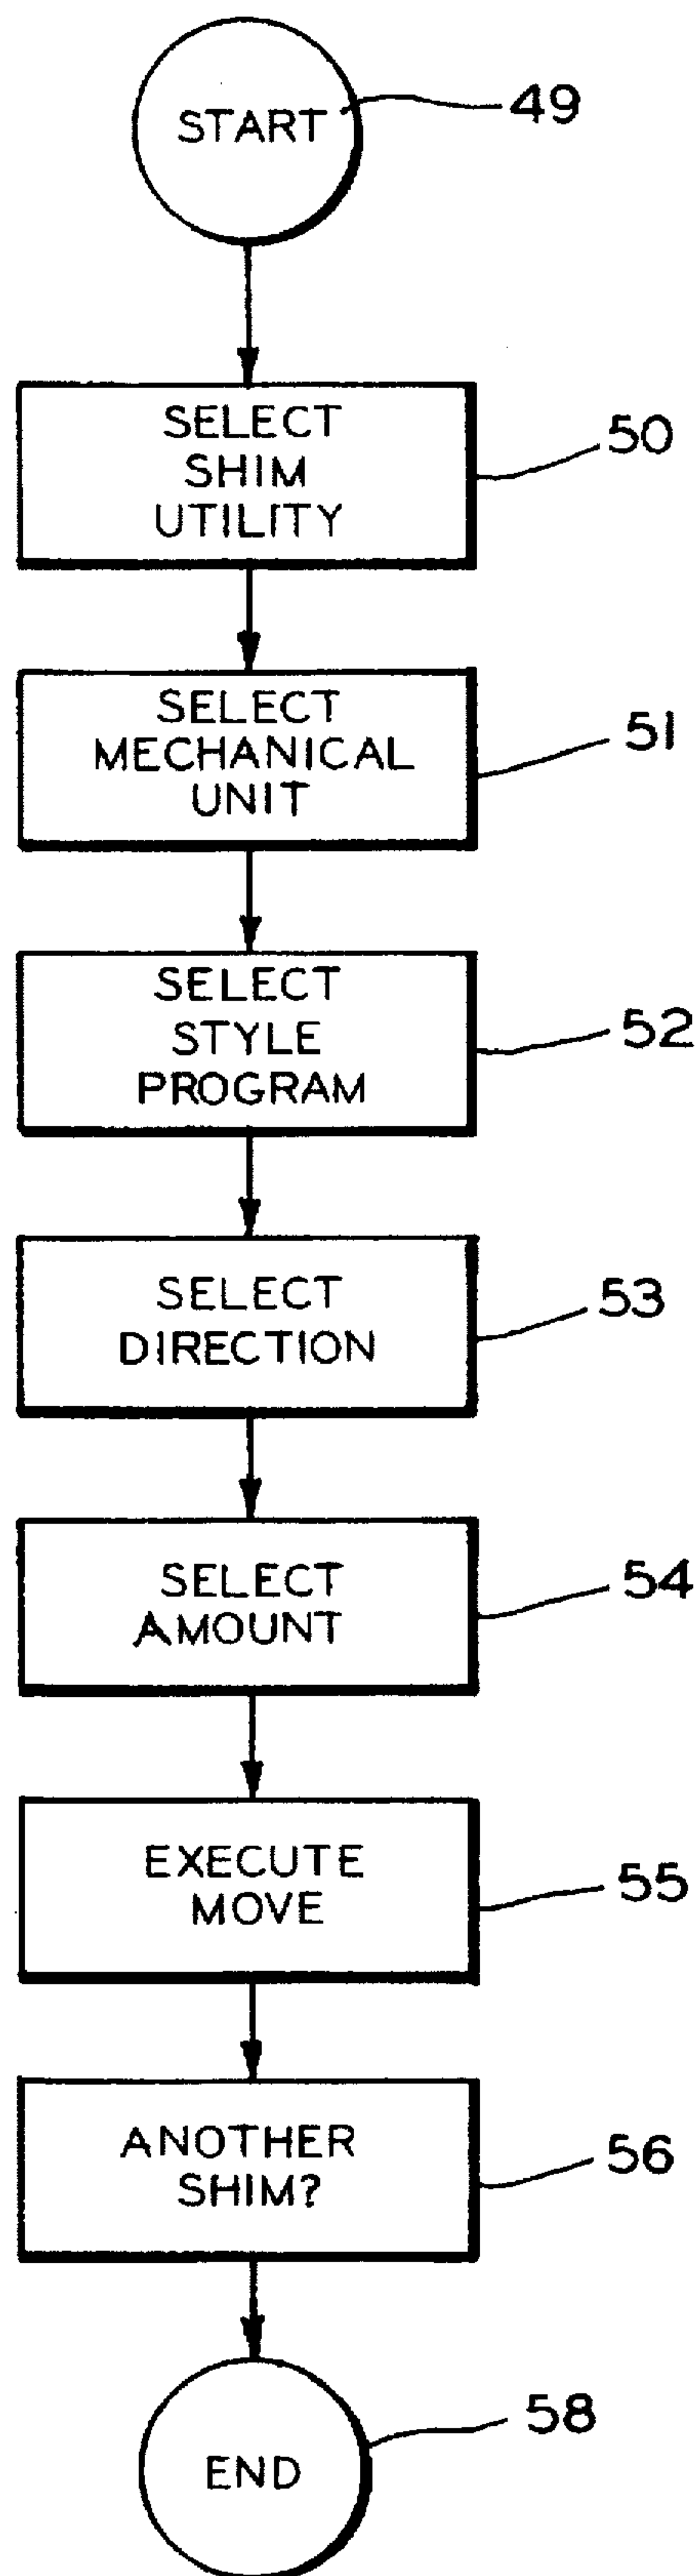 START
49
SELECT
SHIM
UTILITY
50
SELECT
MECHANICAL
UNIT
51
SELECT
STYLE
PROGRAM
52
SELECT
DIRECTION
53
SELECT
AMOUNT
54
EXECUTE
MOVE
55
ANOTHER
SHIM?
56
END
58